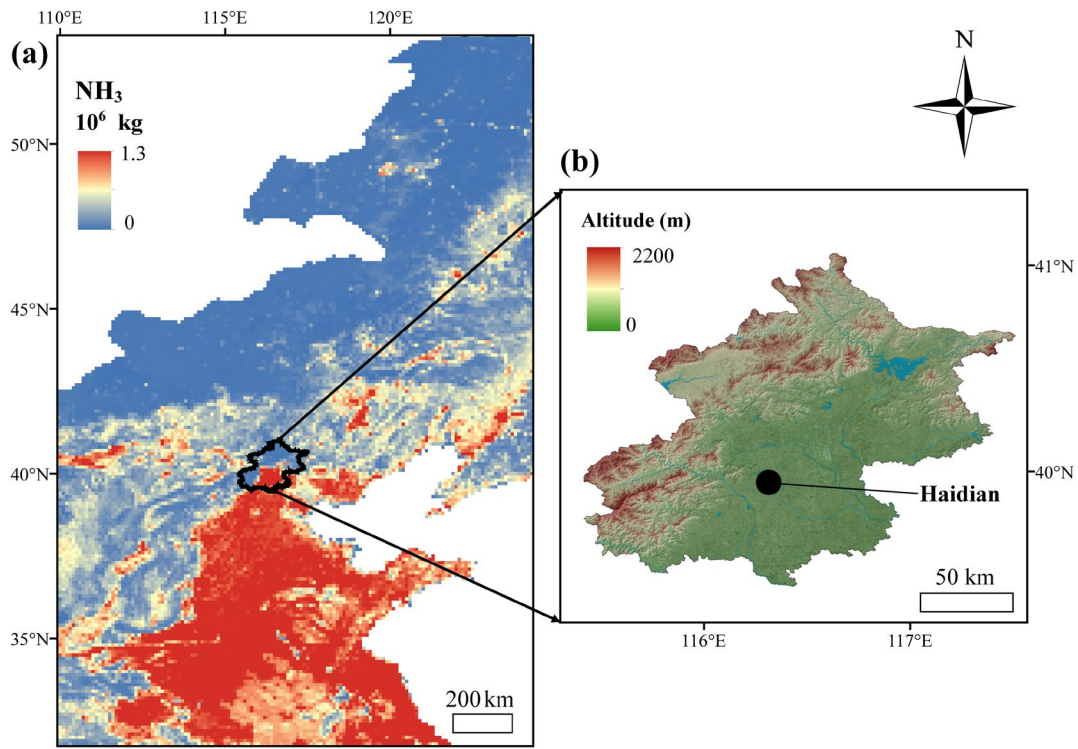 110°E 115°E 120°E
(a)
NH₃
10⁶ kg
1.3
0
50°N
45°N
40°N
35°N
200 km
N
(b)
Altitude (m)
2200
0
41°N
40°N
Haidian
50 km
116°E 117°E